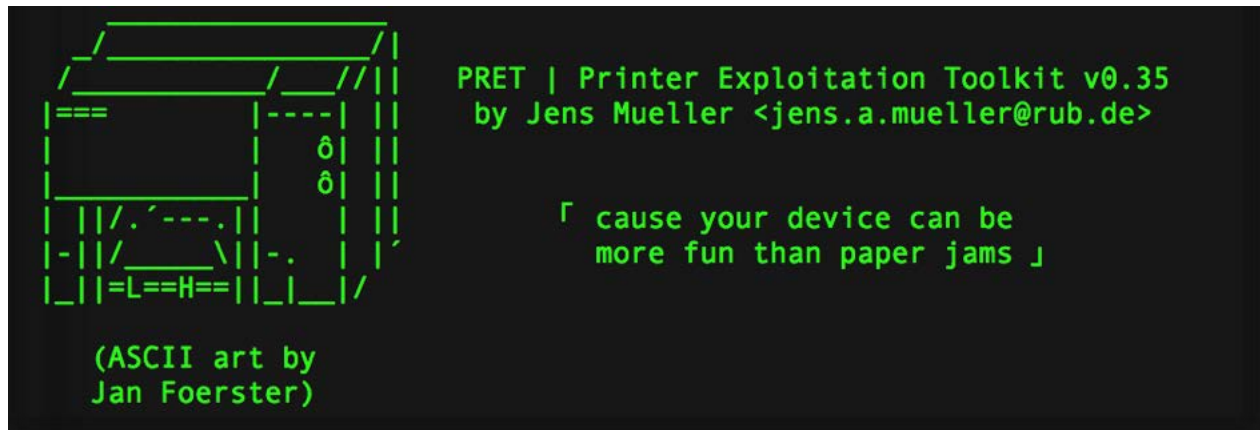 PRET | Printer Exploitation Toolkit v0.35
by Jens Mueller <jens.a.mueller@rub.de>
「 cause your device can be
more fun than paper jams 」
(ASCII art by
Jan Foerster)